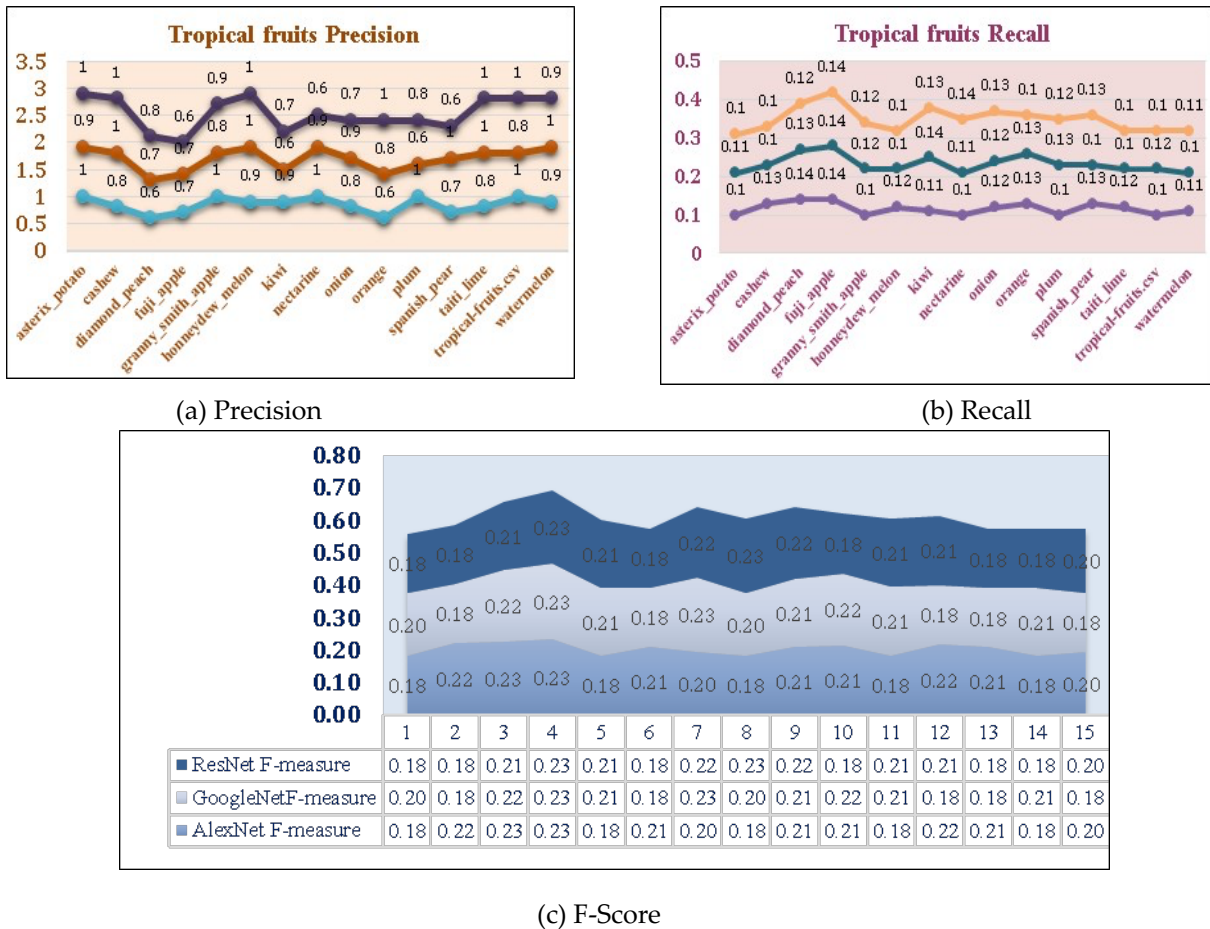 Tropical fruits Precision
3.5
3
2.5
2
1.5
1
0.5
0
1 1 0.8 0.6 0.9 1 0.7 0.6 0.7 1 0.8 0.6 1 1 0.9
0.9 1 0.7 0.7 0.8 1 0.6 0.9 0.9 0.8 0.6 1 1 0.8 1
1 0.8 0.6 0.7 1 0.9 0.9 1 0.8 0.6 1 0.7 0.8 1 0.9
asterix_potato
cashew
diamond_peach
fuji_apple
granny_smith_apple
honneydew_melon
kiwi
nectarine
onion
orange
plum
spanish_pear
taiti_lime
tropical-fruits.csv
watermelon
(a) Precision
Tropical fruits Recall
0.5
0.4
0.3
0.2
0.1
0
0.1 0.1 0.12 0.14 0.12 0.1 0.13 0.14 0.13 0.1 0.12 0.13 0.1 0.1 0.11
0.11 0.1 0.13 0.14 0.12 0.1 0.14 0.11 0.12 0.13 0.13 0.1 0.1 0.12 0.1
0.1 0.13 0.14 0.14 0.1 0.12 0.11 0.1 0.12 0.13 0.1 0.13 0.12 0.1 0.11
asterix_potato
cashew
diamond_peach
fuji_apple
granny_smith_apple
honneydew_melon
kiwi
nectarine
onion
orange
plum
spanish_pear
taiti_lime
tropical-fruits.csv
watermelon
(b) Recall
0.80
0.70
0.60
0.50
0.40
0.30
0.20
0.10
0.00
0.18 0.18 0.21 0.23 0.21 0.18 0.22 0.23 0.22 0.18 0.21 0.21 0.18 0.18 0.20
0.20 0.18 0.22 0.23 0.21 0.18 0.23 0.20 0.21 0.22 0.21 0.18 0.18 0.21 0.18
0.18 0.22 0.23 0.23 0.18 0.21 0.20 0.18 0.21 0.21 0.18 0.22 0.21 0.18 0.20
1 2 3 4 5 6 7 8 9 10 11 12 13 14 15
ResNet F-measure 0.18 0.18 0.21 0.23 0.21 0.18 0.22 0.23 0.22 0.18 0.21 0.21 0.18 0.18 0.20
GoogleNetF-measure 0.20 0.18 0.22 0.23 0.21 0.18 0.23 0.20 0.21 0.22 0.21 0.18 0.18 0.21 0.18
AlexNet F-measure 0.18 0.22 0.23 0.23 0.18 0.21 0.20 0.18 0.21 0.21 0.18 0.22 0.21 0.18 0.20
(c) F-Score